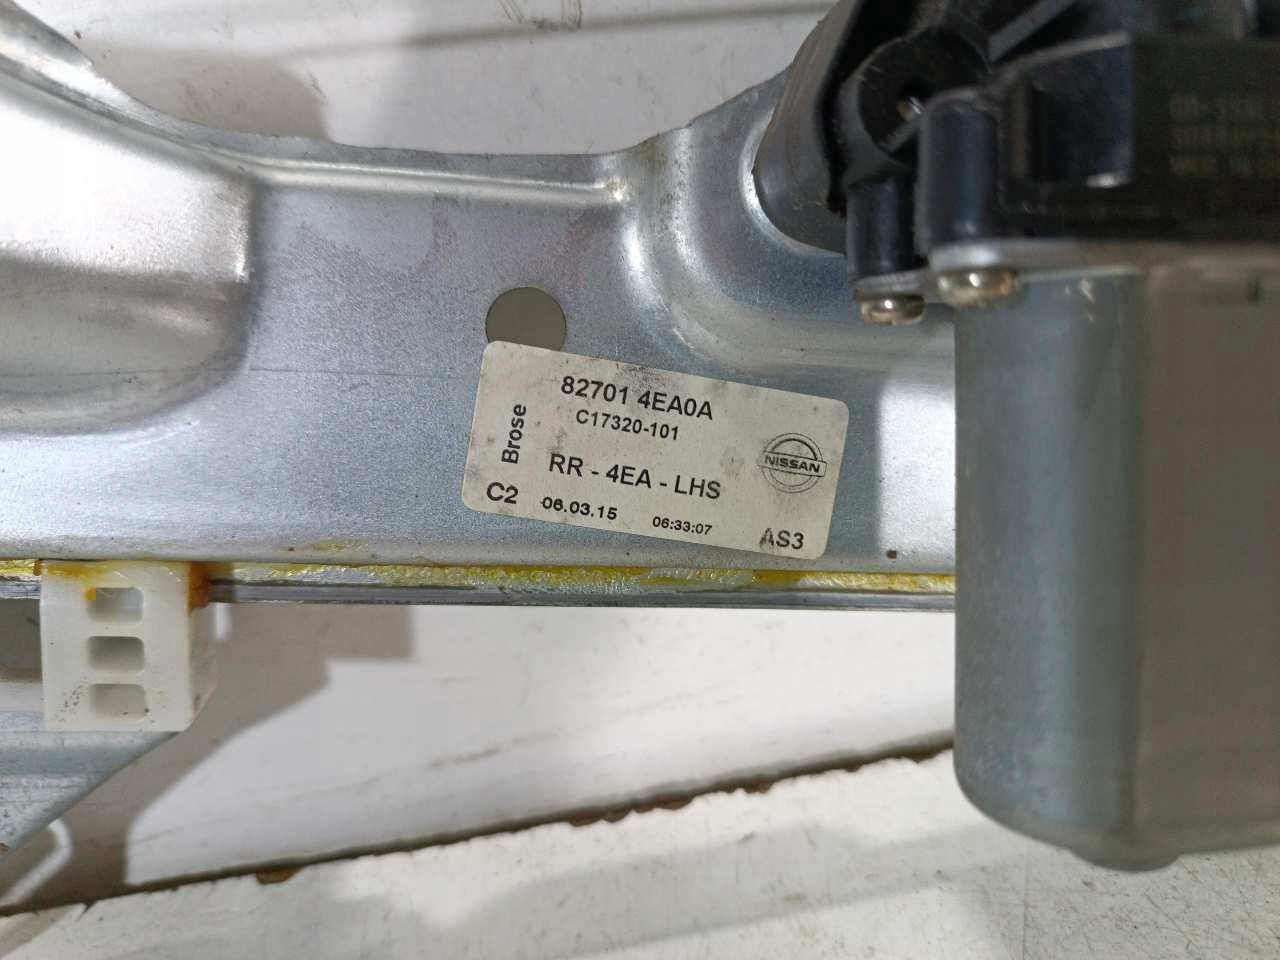 82701 4EA0A
C17320-101
Brose
NISSAN
RR - 4EA - LHS
C2 06.03.15 06:33:07 AS3